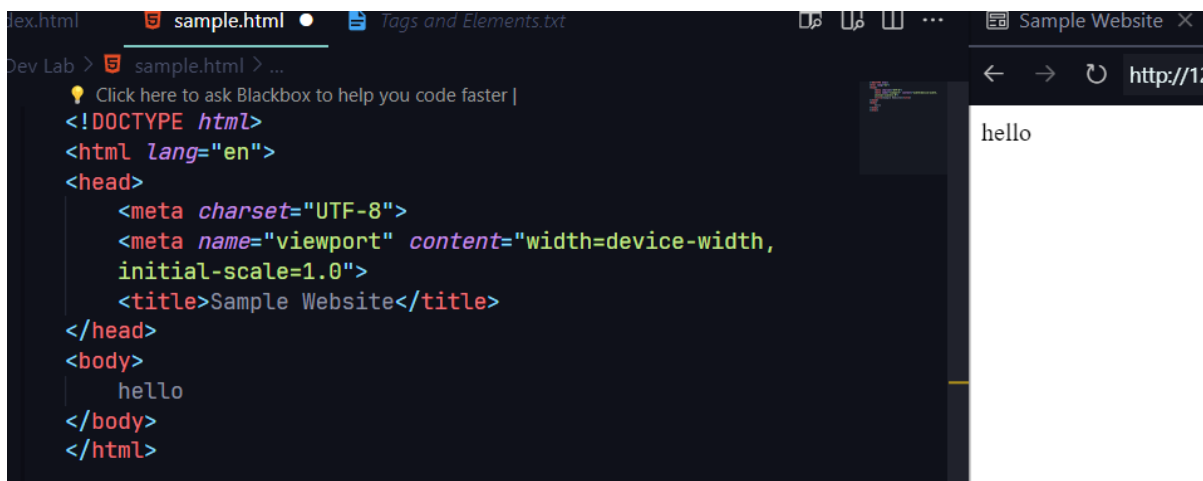 dex.html sample.html Tags and Elements.txt Sample Website
Dev Lab > sample.html > ...
http://12
Click here to ask Blackbox to help you code faster |
<!DOCTYPE html>
<html lang="en">
<head>
<meta charset="UTF-8">
<meta name="viewport" content="width=device-width,
initial-scale=1.0">
<title>Sample Website</title>
</head>
<body>
hello
</body>
</html>
hello